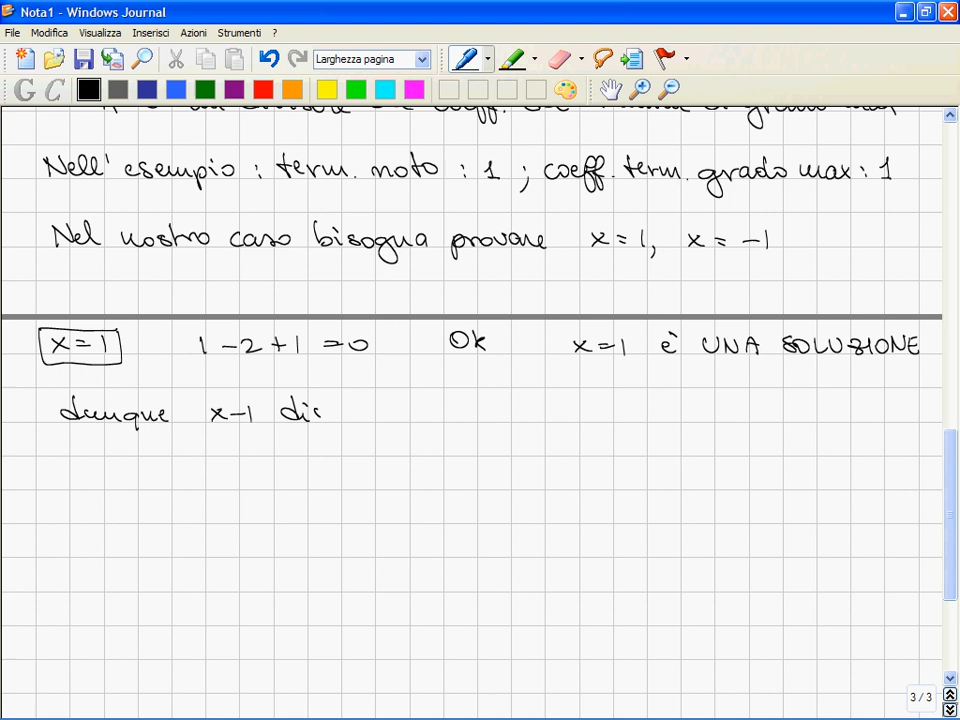 Nota1 - Windows Journal
File Modifica Visualizza Inserisci Azioni Strumenti ?
Larghezza pagina
G C
Nell'esempio : term. noto : 1 ; coeff. term. grado max : 1
Nel nostro caso bisogna provare x = 1, x = -1
x = 1 1 - 2 + 1 = 0 Ok x = 1 è UNA SOLUZIONE
dunque x-1 div
3 / 3